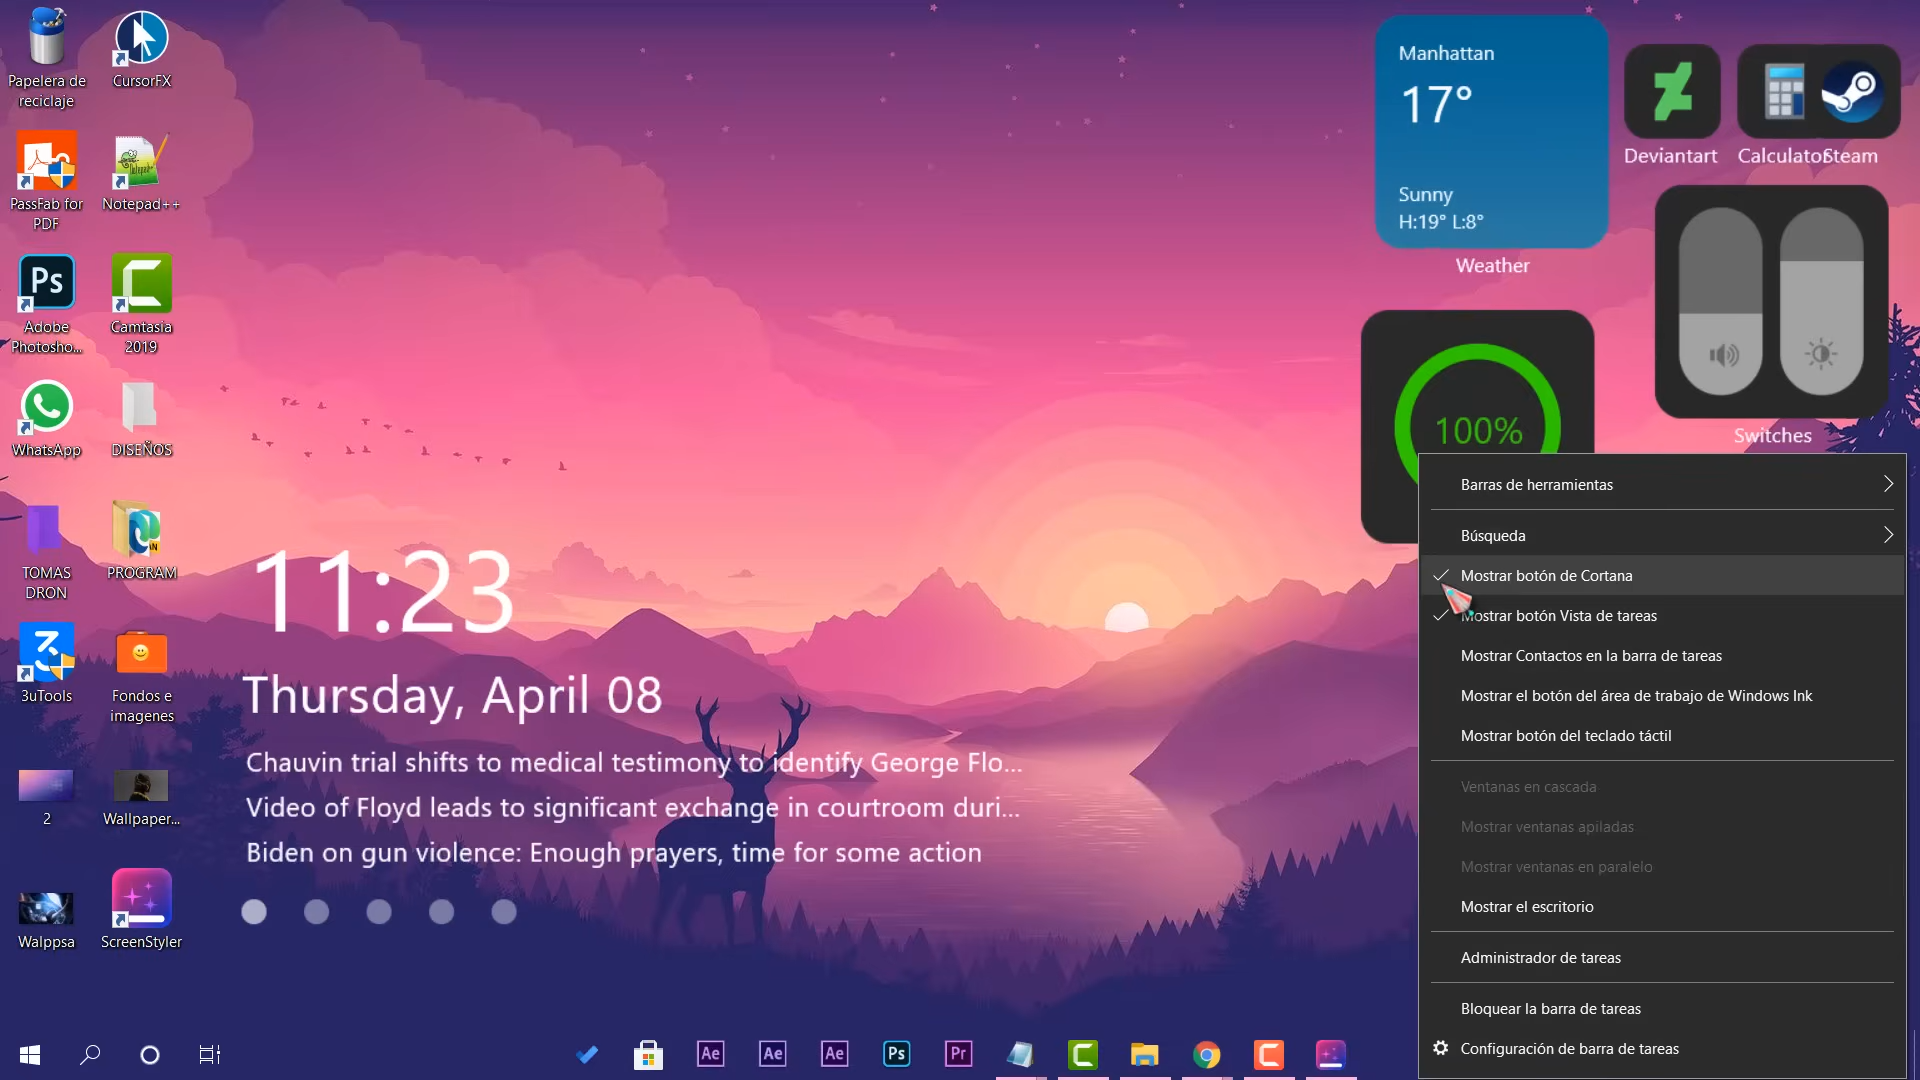 Papelera de
reciclaje
CursorFX
PassFab for
PDF
Notepad++
Ps
Adobe
Photosho...
Camtasia
2019
WhatsApp
DISEÑOS
TOMAS
DRON
PROGRAM
3uTools
Fondos e
imagenes
2
Wallpaper...
Walppsa
ScreenStyler
11:23
Thursday, April 08
Chauvin trial shifts to medical testimony to identify George Flo...
Video of Floyd leads to significant exchange in courtroom duri...
Biden on gun violence: Enough prayers, time for some action
Manhattan
17°
Sunny
H:19° L:8°
Weather
Deviantart
Calculator
Steam
Switches
100%
Barras de herramientas
Búsqueda
Mostrar botón de Cortana
Mostrar botón Vista de tareas
Mostrar Contactos en la barra de tareas
Mostrar el botón del área de trabajo de Windows Ink
Mostrar botón del teclado táctil
Ventanas en cascada
Mostrar ventanas apiladas
Mostrar ventanas en paralelo
Mostrar el escritorio
Administrador de tareas
Bloquear la barra de tareas
Configuración de barra de tareas
Ae
Ae
Ae
Ps
Pr